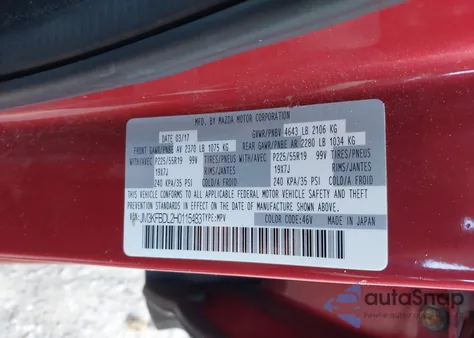 MFD. BY MAZDA MOTOR CORPORATION
DATE 03/17 GVWR/PNBV 4643 LB 2106 KG
FRONT GAWR/PNBE AV 2370 LB 1075 KG REAR GAWR/PNBE AR 2280 LB 1034 KG
WITH/AVEC P225/55R19 99V TIRES/PNEUS WITH/AVEC P225/55R19 99V TIRES/PNEUS
19X7J RIMS/JANTES 19X7J
240 KPA/35 PSI COLD/A FROID 240 KPA/35 PSI COLD/A FROID
THIS VEHICLE CONFORMS TO ALL APPLICABLE FEDERAL MOTOR VEHICLE SAFETY, BUMPER, AND THEFT
PREVENTION STANDARDS IN EFFECT ON THE DATE OF MANUFACTURE SHOWN ABOVE.
JM3KFBDL2H0115483 TYPE:MPV COLOR CODE:46V MADE IN JAPAN
autoSnap